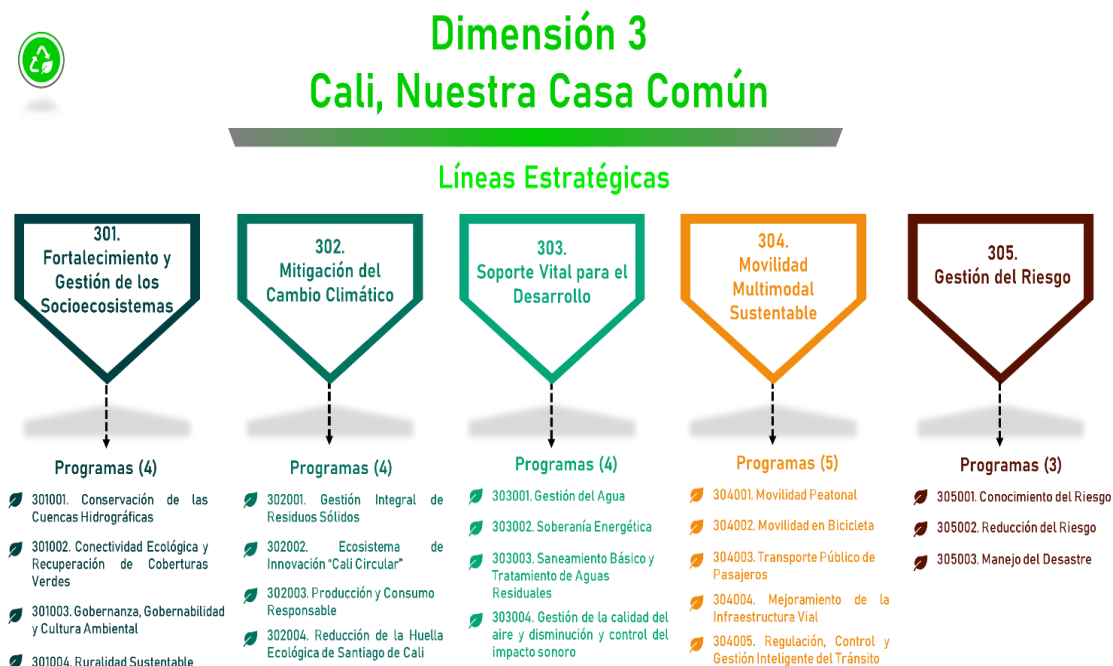 Dimensión 3
Cali, Nuestra Casa Común
Líneas Estratégicas
301.
Fortalecimiento y
Gestión de los
Socioecosistemas
Programas (4)
301001. Conservación de las
Cuencas Hidrográficas
301002. Conectividad Ecológica y
Recuperación de Coberturas
Verdes
301003. Gobernanza, Gobernabilidad
y Cultura Ambiental
301004. Ruralidad Sustentable
302.
Mitigación del
Cambio Climático
Programas (4)
302001. Gestión Integral de
Residuos Sólidos
302002. Ecosistema de
Innovación “Cali Circular”
302003. Producción y Consumo
Responsable
302004. Reducción de la Huella
Ecológica de Santiago de Cali
303.
Soporte Vital para el
Desarrollo
Programas (4)
303001. Gestión del Agua
303002. Soberanía Energética
303003. Saneamiento Básico y
Tratamiento de Aguas
Residuales
303004. Gestión de la calidad del
aire y disminución y control del
impacto sonoro
304.
Movilidad
Multimodal
Sustentable
Programas (5)
304001. Movilidad Peatonal
304002. Movilidad en Bicicleta
304003. Transporte Público de
Pasajeros
304004. Mejoramiento de la
Infraestructura Vial
304005. Regulación, Control y
Gestión Inteligente del Tránsito
305.
Gestión del Riesgo
Programas (3)
305001. Conocimiento del Riesgo
305002. Reducción del Riesgo
305003. Manejo del Desastre